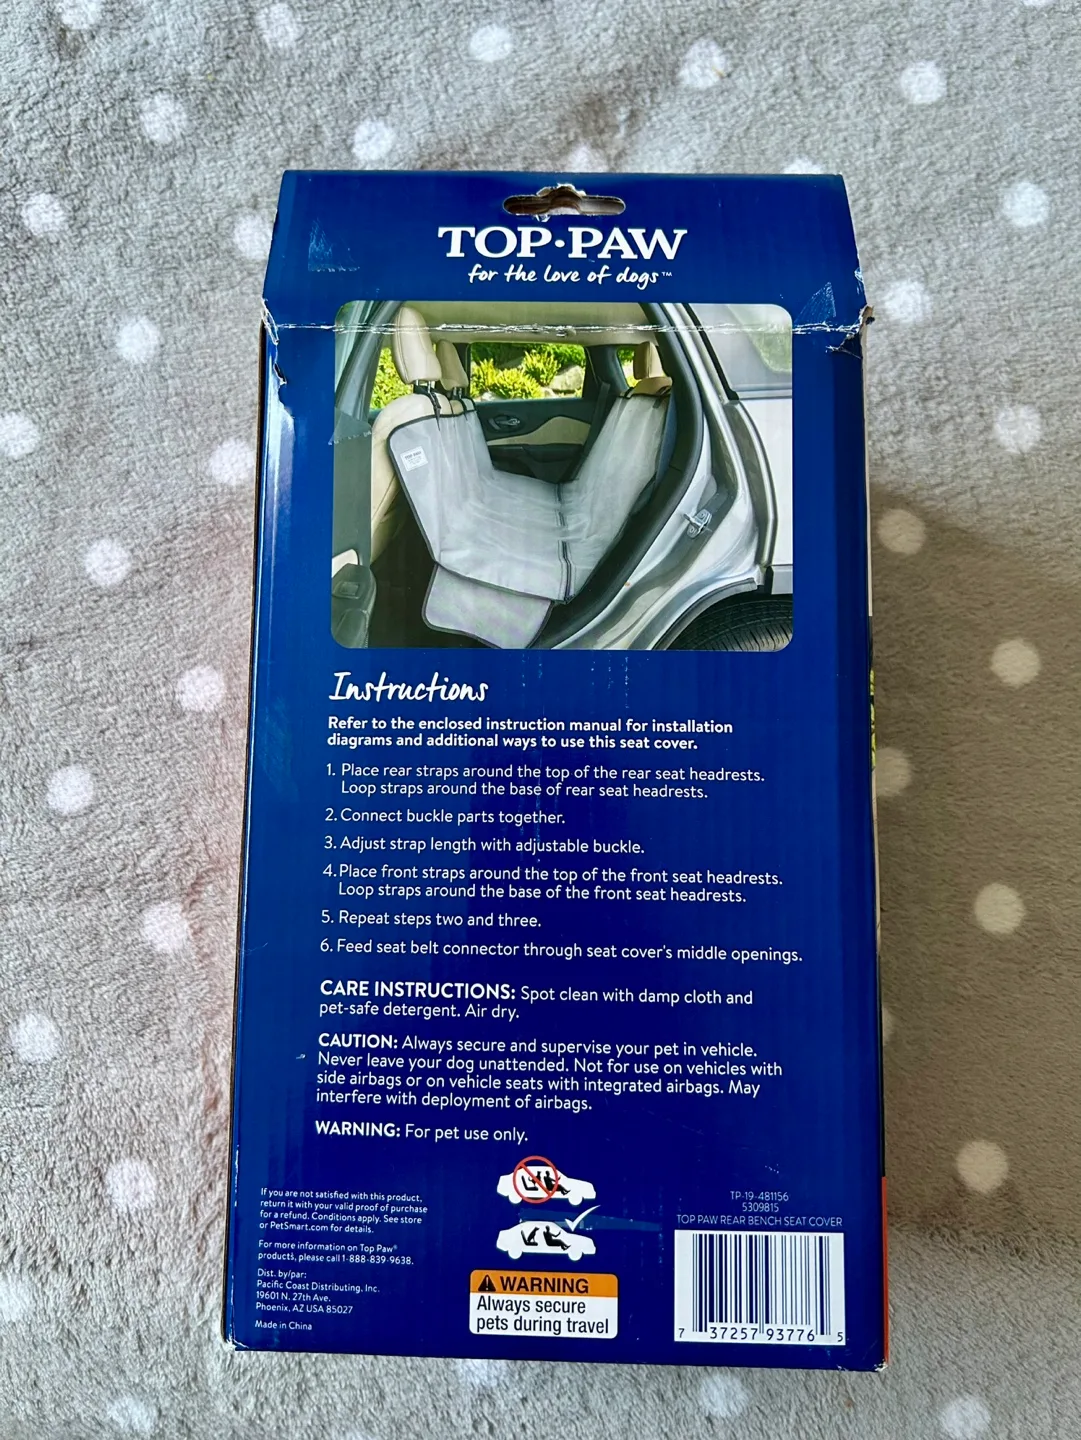 TOP•PAW
for the love of dogs™
TOP•PAW
Instructions
Refer to the enclosed instruction manual for installation
diagrams and additional ways to use this seat cover.
1. Place rear straps around the top of the rear seat headrests.
Loop straps around the base of rear seat headrests.
2. Connect buckle parts together.
3. Adjust strap length with adjustable buckle.
4. Place front straps around the top of the front seat headrests.
Loop straps around the base of the front seat headrests.
5. Repeat steps two and three.
6. Feed seat belt connector through seat cover's middle openings.
CARE INSTRUCTIONS: Spot clean with damp cloth and
pet-safe detergent. Air dry.
CAUTION: Always secure and supervise your pet in vehicle.
Never leave your dog unattended. Not for use on vehicles with
side airbags or on vehicle seats with integrated airbags. May
interfere with deployment of airbags.
WARNING: For pet use only.
If you are not satisfied with this product,
return it with your valid proof of purchase
for a refund. Conditions apply. See store
or PetSmart.com for details.
For more information on Top Paw®
products, please call 1-888-839-9638.
Dist. by/par:
Pacific Coast Distributing, Inc.
19601 N. 27th Ave.
Phoenix, AZ USA 85027
Made in China
WARNING
Always secure
pets during travel
TP-19-481156
5309815
TOP PAW REAR BENCH SEAT COVER
7 37257 93776 5